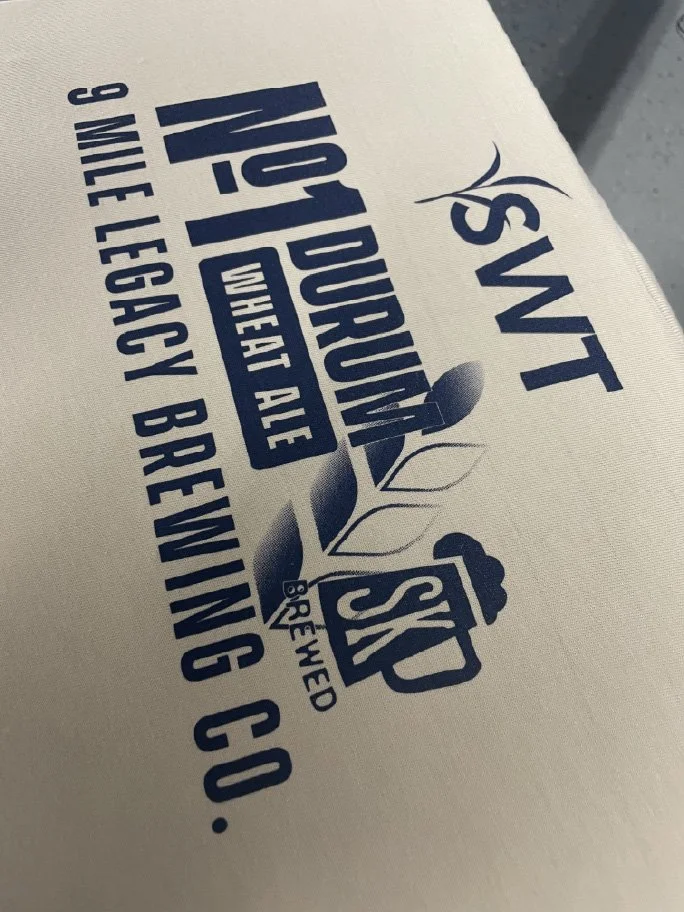 SWT
No1 DURUM
WHEAT ALE
SK
BREWED
9 MILE LEGACY BREWING CO.